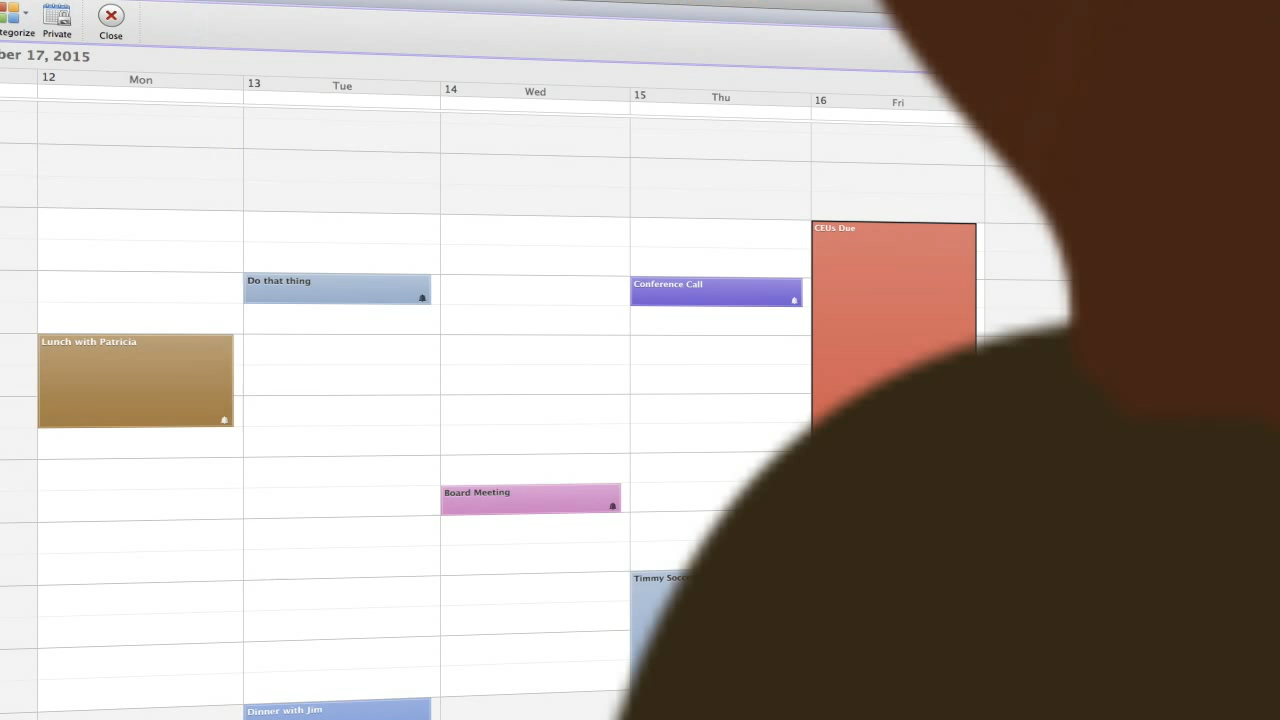 tegorize Private Close
ber 17, 2015
12 Mon 13 Tue 14 Wed 15 Thu 16 Fri
CEUs Due
Do that thing
Conference Call
Lunch with Patricia
Board Meeting
Timmy Socc
Dinner with Jim